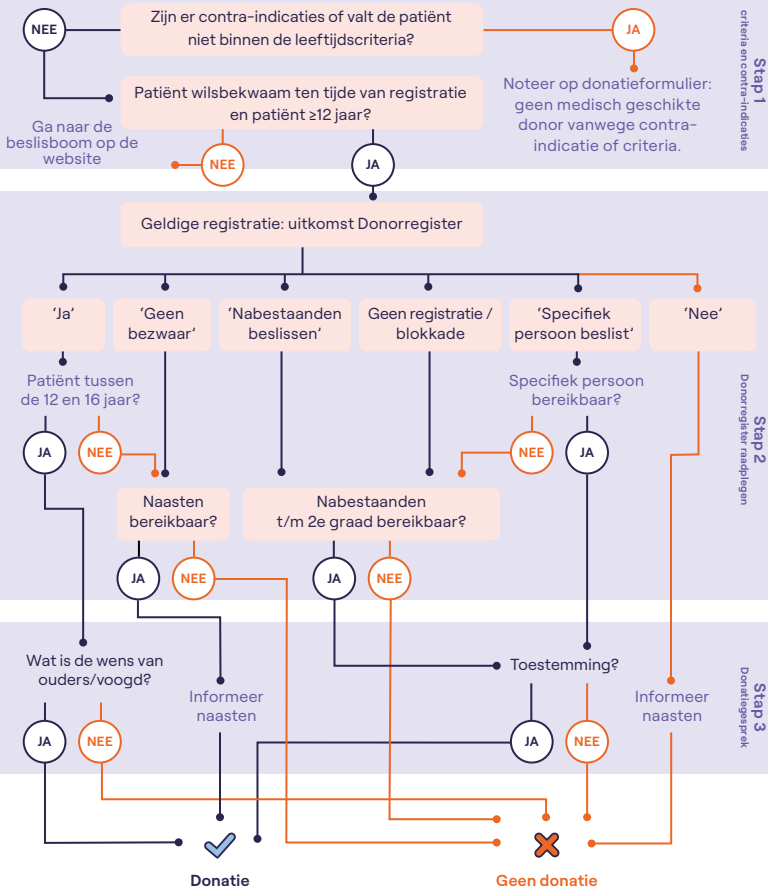 Zijn er contra-indicaties of valt de patiënt
niet binnen de leeftijdscriteria?
NEE
JA
Noteer op donatieformulier:
geen medisch geschikte
donor vanwege contra-
indicatie of criteria.
Stap 1
criteria en contra-indicaties
Patiënt wilsbekwaam ten tijde van registratie
en patiënt ≥12 jaar?
Ga naar de
beslisboom op de
website
NEE
JA
Geldige registratie: uitkomst Donorregister
'Ja'
'Geen
bezwaar'
'Nabestaanden
beslissen'
Geen registratie /
blokkade
'Specifiek
persoon beslist'
'Nee'
Patiënt tussen
de 12 en 16 jaar?
Specifiek persoon
bereikbaar?
JA
NEE
NEE
JA
Stap 2
Donorregister raadplegen
Naasten
bereikbaar?
Nabestaanden
t/m 2e graad bereikbaar?
JA
NEE
JA
NEE
Wat is de wens van
ouders/voogd?
Informeer
naasten
Toestemming?
Informeer
naasten
Stap 3
Donatiegesprek
JA
NEE
JA
NEE
Donatie
Geen donatie